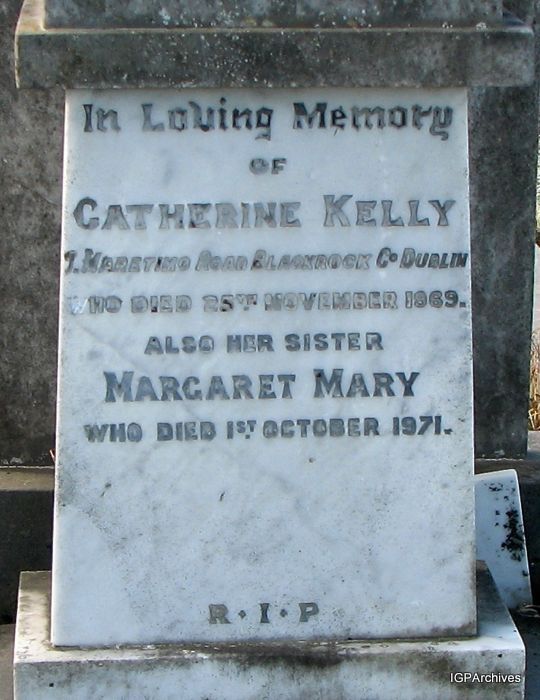 In Loving Memory
OF
CATHERINE KELLY
7. MARETIMO ROAD BLACKROCK CO DUBLIN
WHO DIED 25TH NOVEMBER 1969.
ALSO HER SISTER
MARGARET MARY
WHO DIED 1ST OCTOBER 1971.
R·I·P
IGPArchives